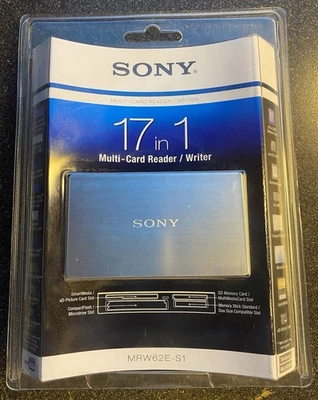 SONY®
MULTI-CARD READER / WRITER
17 in 1
Multi-Card Reader / Writer
SONY
SmartMedia /
xD-Picture Card Slot
CompactFlash /
Microdrive Slot
SD Memory Card /
MultiMediaCard Slot
Memory Stick Standard /
Duo Size Compatible Slot
MRW62E-S1